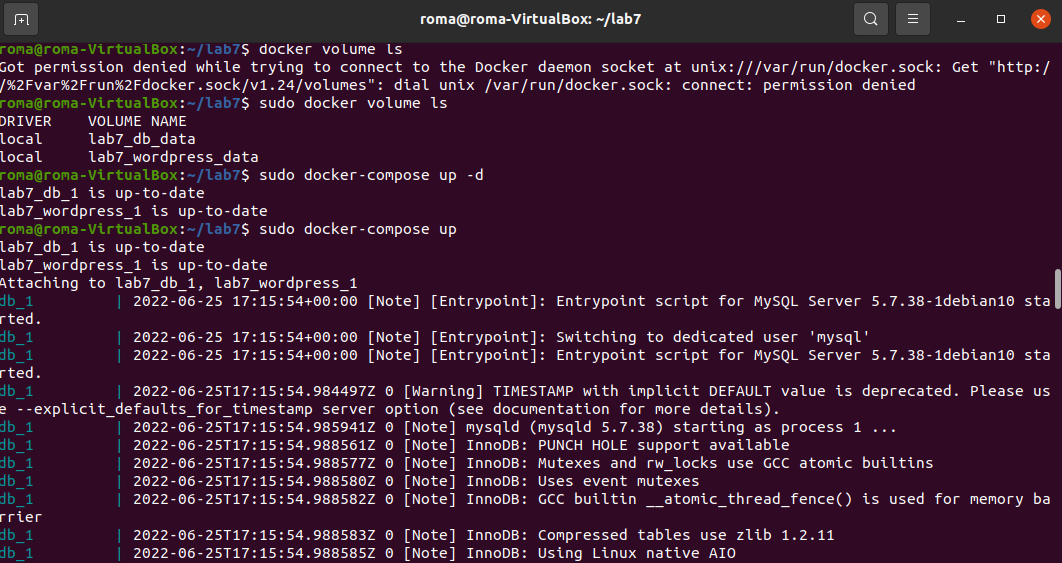 roma@roma-VirtualBox: ~/lab7
roma@roma-VirtualBox:~/lab7$ docker volume ls
Got permission denied while trying to connect to the Docker daemon socket at unix:///var/run/docker.sock: Get "http:/
/%2Fvar%2Frun%2Fdocker.sock/v1.24/volumes": dial unix /var/run/docker.sock: connect: permission denied
roma@roma-VirtualBox:~/lab7$ sudo docker volume ls
DRIVER    VOLUME NAME
local     lab7_db_data
local     lab7_wordpress_data
roma@roma-VirtualBox:~/lab7$ sudo docker-compose up -d
lab7_db_1 is up-to-date
lab7_wordpress_1 is up-to-date
roma@roma-VirtualBox:~/lab7$ sudo docker-compose up
lab7_db_1 is up-to-date
lab7_wordpress_1 is up-to-date
Attaching to lab7_db_1, lab7_wordpress_1
db_1         | 2022-06-25 17:15:54+00:00 [Note] [Entrypoint]: Entrypoint script for MySQL Server 5.7.38-1debian10 sta
rted.
db_1         | 2022-06-25 17:15:54+00:00 [Note] [Entrypoint]: Switching to dedicated user 'mysql'
db_1         | 2022-06-25 17:15:54+00:00 [Note] [Entrypoint]: Entrypoint script for MySQL Server 5.7.38-1debian10 sta
rted.
db_1         | 2022-06-25T17:15:54.984497Z 0 [Warning] TIMESTAMP with implicit DEFAULT value is deprecated. Please us
e --explicit_defaults_for_timestamp server option (see documentation for more details).
db_1         | 2022-06-25T17:15:54.985941Z 0 [Note] mysqld (mysqld 5.7.38) starting as process 1 ...
db_1         | 2022-06-25T17:15:54.988561Z 0 [Note] InnoDB: PUNCH HOLE support available
db_1         | 2022-06-25T17:15:54.988577Z 0 [Note] InnoDB: Mutexes and rw_locks use GCC atomic builtins
db_1         | 2022-06-25T17:15:54.988580Z 0 [Note] InnoDB: Uses event mutexes
db_1         | 2022-06-25T17:15:54.988582Z 0 [Note] InnoDB: GCC builtin __atomic_thread_fence() is used for memory ba
rrier
db_1         | 2022-06-25T17:15:54.988583Z 0 [Note] InnoDB: Compressed tables use zlib 1.2.11
db_1         | 2022-06-25T17:15:54.988585Z 0 [Note] InnoDB: Using Linux native AIO